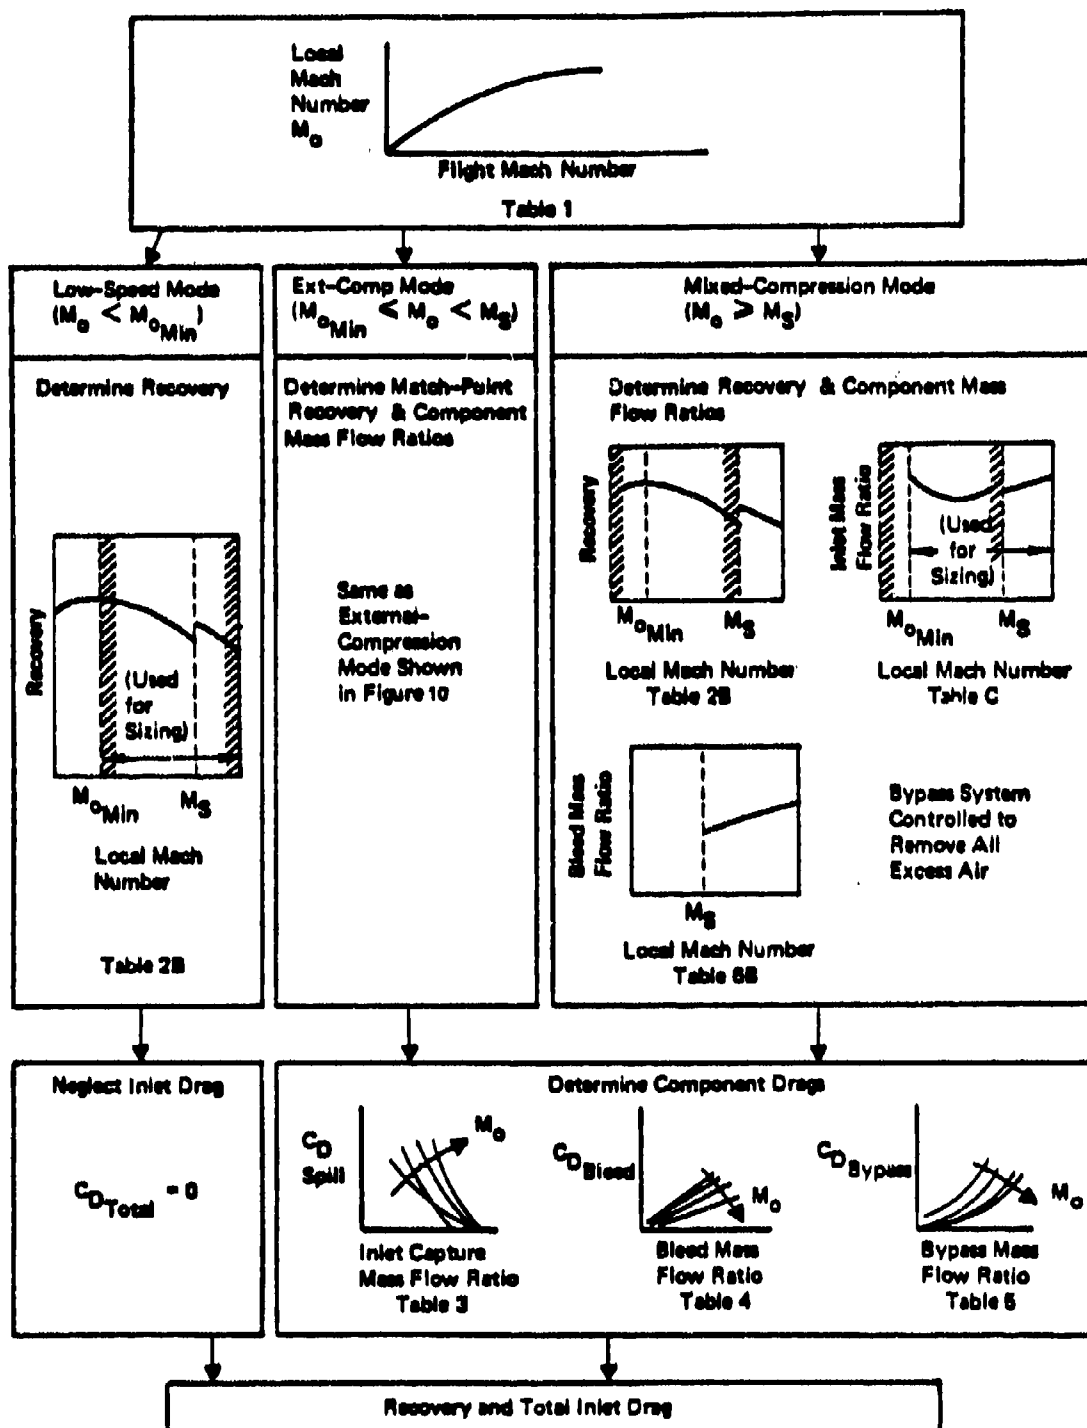 Local
Mach
Number
Mo
Flight Mach Number
Table 1
Low-Speed Mode
(Mo < MoMin)
Ext-Comp Mode
(MoMin ≤ Mo < MS)
Mixed-Compression Mode
(Mo ≥ MS)
Determine Recovery
Recovery
(Used
for
Sizing)
MoMin
MS
Local Mach
Number
Table 2B
Determine Match-Point
Recovery & Component
Mass Flow Ratios
Same as
External-
Compression
Mode Shown
in Figure 10
Determine Recovery & Component Mass
Flow Ratios
Recovery
MoMin
MS
Local Mach Number
Table 2B
Inlet Mass
Flow Ratio
(Used
for
Sizing)
MoMin
MS
Local Mach Number
Table C
Bleed Mass
Flow Ratio
MS
Local Mach Number
Table 6B
Bypass System
Controlled to
Remove All
Excess Air
Neglect Inlet Drag
CDTotal = 0
Determine Component Drags
CD
Spill
Mo
Inlet Capture
Mass Flow Ratio
Table 3
CDBleed
Mo
Bleed Mass
Flow Ratio
Table 4
CDBypass
Mo
Bypass Mass
Flow Ratio
Table 5
Recovery and Total Inlet Drag